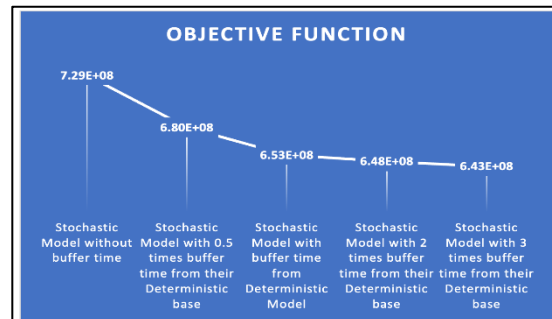 OBJECTIVE FUNCTION
7.29E+08
6.80E+08
6.53E+08
6.48E+08
6.43E+08
Stochastic
Model without
buffer time
Stochastic
Model with 0.5
times buffer
time from their
Deterministic
base
Stochastic
Model with
buffer time
from
Deterministic
Model
Stochastic
Model with 2
times buffer
time from their
Deterministic
base
Stochastic
Model with 3
times buffer
time from their
Deterministic
base